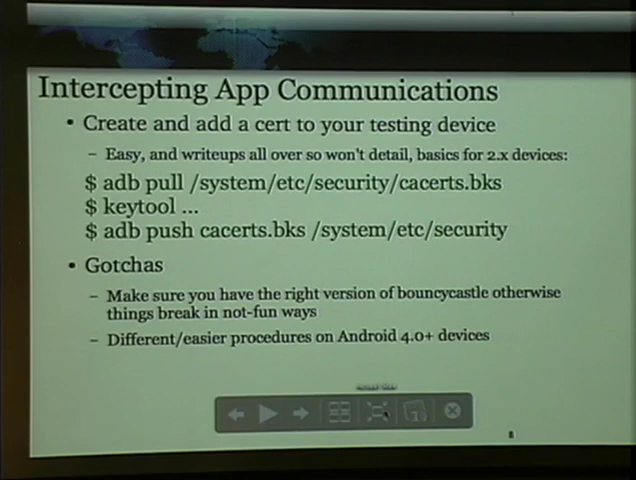 Intercepting App Communications
• Create and add a cert to your testing device
– Easy, and writeups all over so won't detail, basics for 2.x devices:
$ adb pull /system/etc/security/cacerts.bks
$ keytool ...
$ adb push cacerts.bks /system/etc/security
• Gotchas
– Make sure you have the right version of bouncycastle otherwise
things break in not-fun ways
– Different/easier procedures on Android 4.0+ devices
Actual Size
8